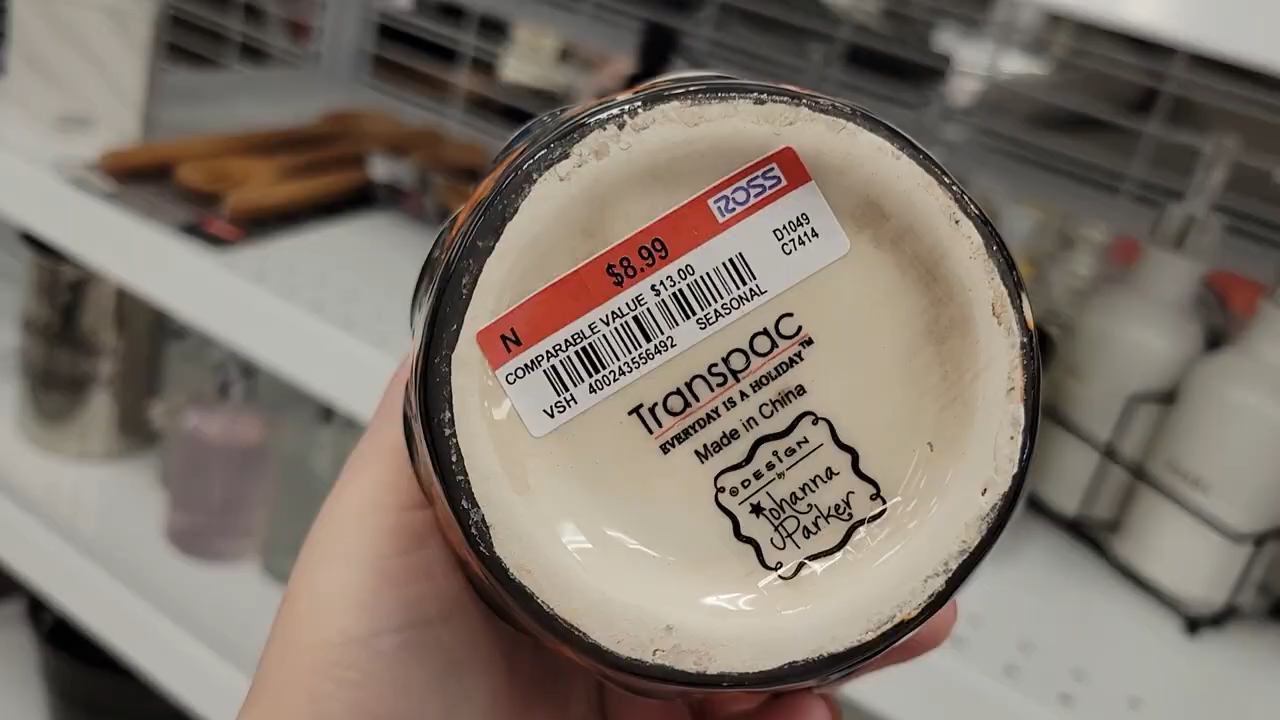 ROSS
$8.99
N
D1049
C7414
COMPARABLE VALUE $13.00
400243556492
VSH
SEASONAL
Transpac
EVERYDAY IS A HOLIDAY™
Made in China
© DESIGN
by
Johanna
Parker